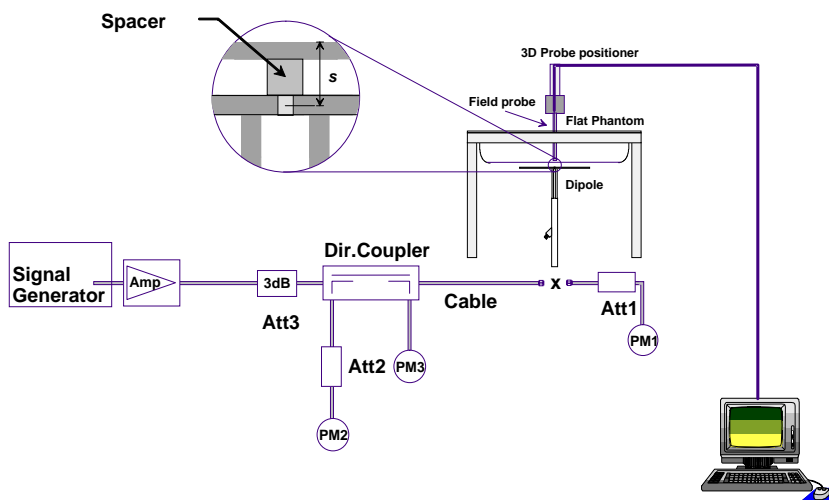 Spacer
s
3D Probe positioner
Field probe
Flat Phantom
Dipole
Dir.Coupler
Signal
Generator
Amp
3dB
Att3
Cable
x
Att1
PM1
Att2
PM3
PM2